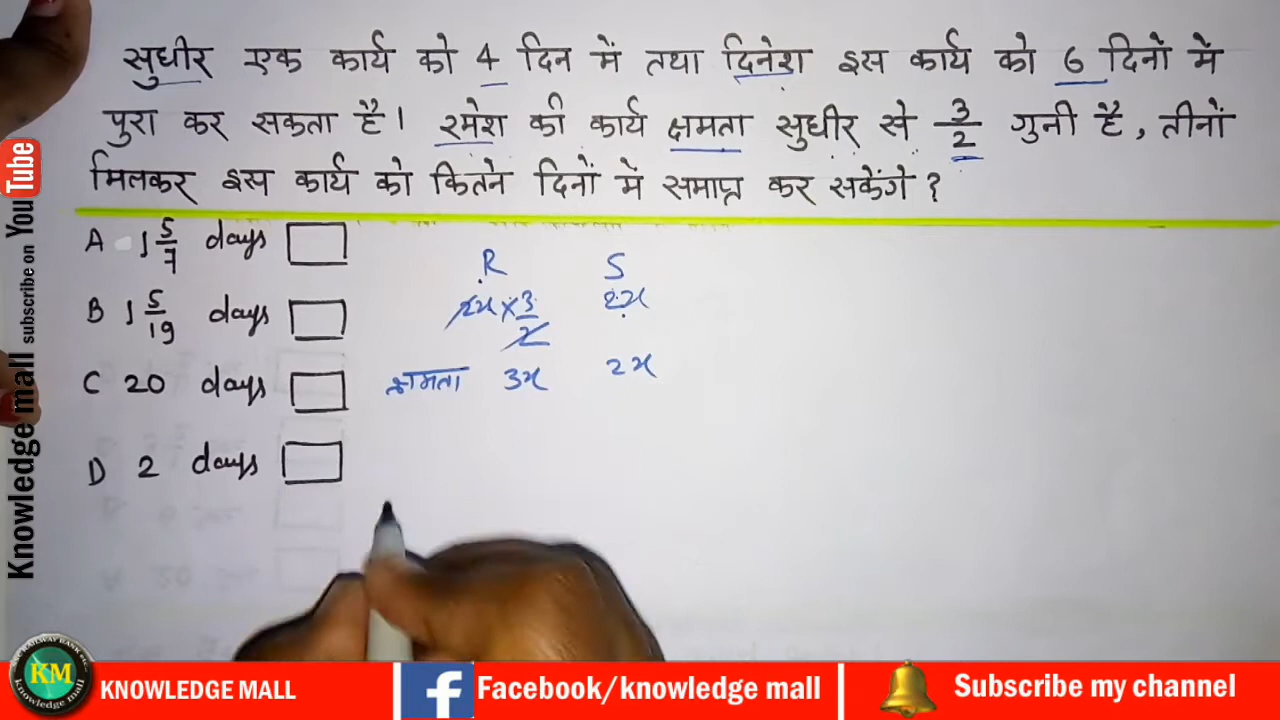 सुधीर एक कार्य को 4 दिन में तथा दिनेश इस कार्य को 6 दिनों में
पुरा कर सकता है। रमेश की कार्य क्षमता सुधीर से 3/2 गुनी है, तीनों
मिलकर इस कार्य को कितने दिनों में समाप्त कर सकेंगे ?
A 1 5/7 days
B 1 5/19 days
C 20 days
D 2 days
R S
2x × 3/2 2x
क्षमता 3x 2x
Knowledge mall subscribe on YouTube
KM
knowledge mall
KNOWLEDGE MALL
f Facebook/knowledge mall
Subscribe my channel